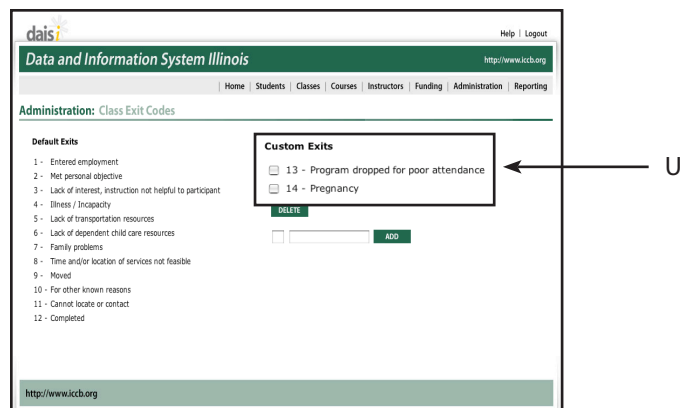 daisi
Help | Logout
Data and Information System Illinois
http://www.iccb.org
| Home | Students | Classes | Courses | Instructors | Funding | Administration | Reporting
Administration: Class Exit Codes
Default Exits
1 - Entered employment
2 - Met personal objective
3 - Lack of interest, instruction not helpful to participant
4 - Illness / Incapacity
5 - Lack of transportation resources
6 - Lack of dependent child care resources
7 - Family problems
8 - Time and/or location of services not feasible
9 - Moved
10 - For other known reasons
11 - Cannot locate or contact
12 - Completed
Custom Exits
13 - Program dropped for poor attendance
14 - Pregnancy
DELETE
ADD
U
http://www.iccb.org